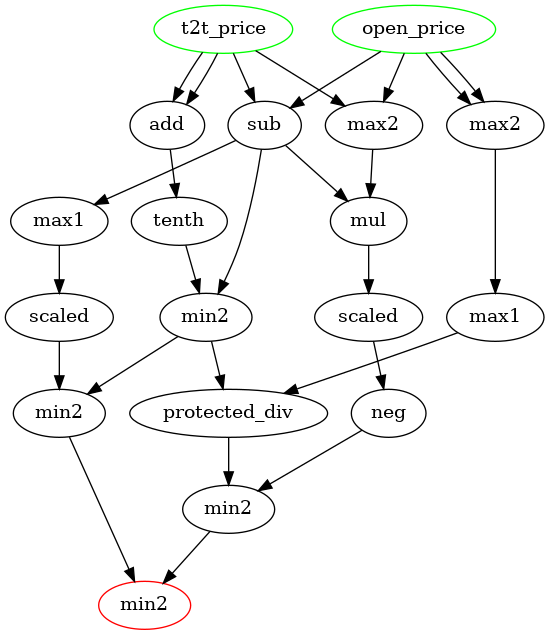 t2t_price open_price
add sub max2 max2
max1 tenth mul
scaled min2 scaled max1
min2 protected_div neg
min2
min2